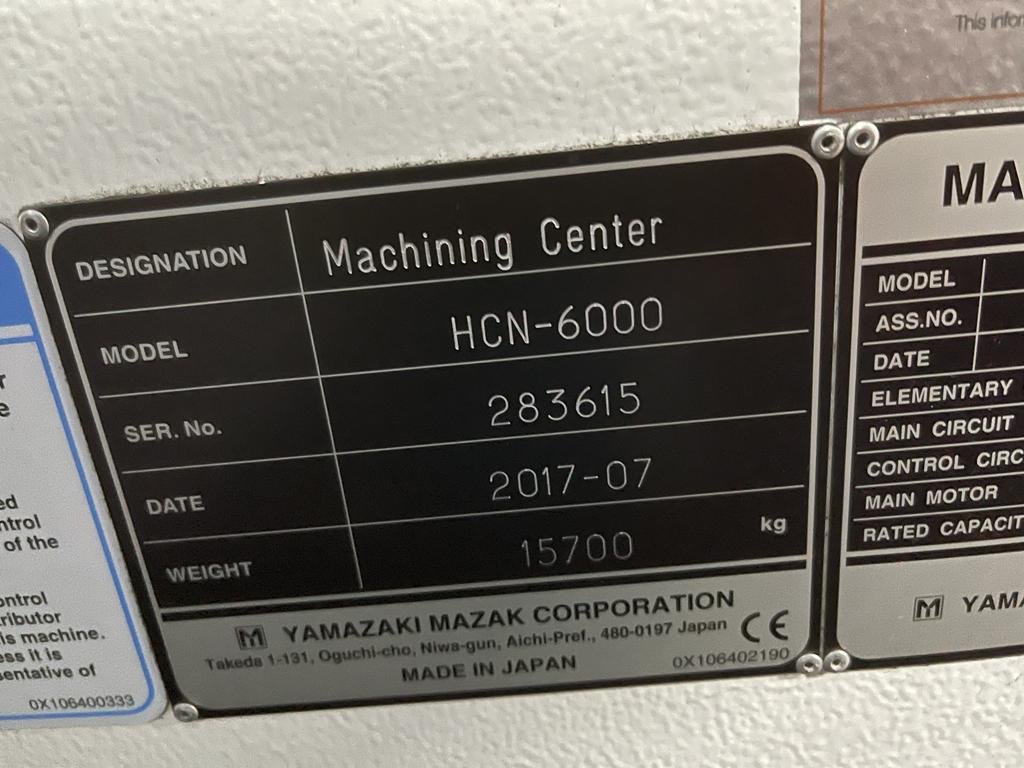 This infor
DESIGNATION Machining Center
MODEL HCN-6000
SER. No. 283615
DATE 2017-07
WEIGHT 15700 kg
M YAMAZAKI MAZAK CORPORATION
Takeda 1-131, Oguchi-cho, Niwa-gun, Aichi-Pref., 480-0197 Japan CE
MADE IN JAPAN 0X106402190
r
e
ed
ntrol
of the
ontrol
ributor
is machine.
ess it is
sentative of
0X106400333
MA
MODEL
ASS.NO.
DATE
ELEMENTARY
MAIN CIRCUIT
CONTROL CIRC
MAIN MOTOR
RATED CAPACIT
M YAMA